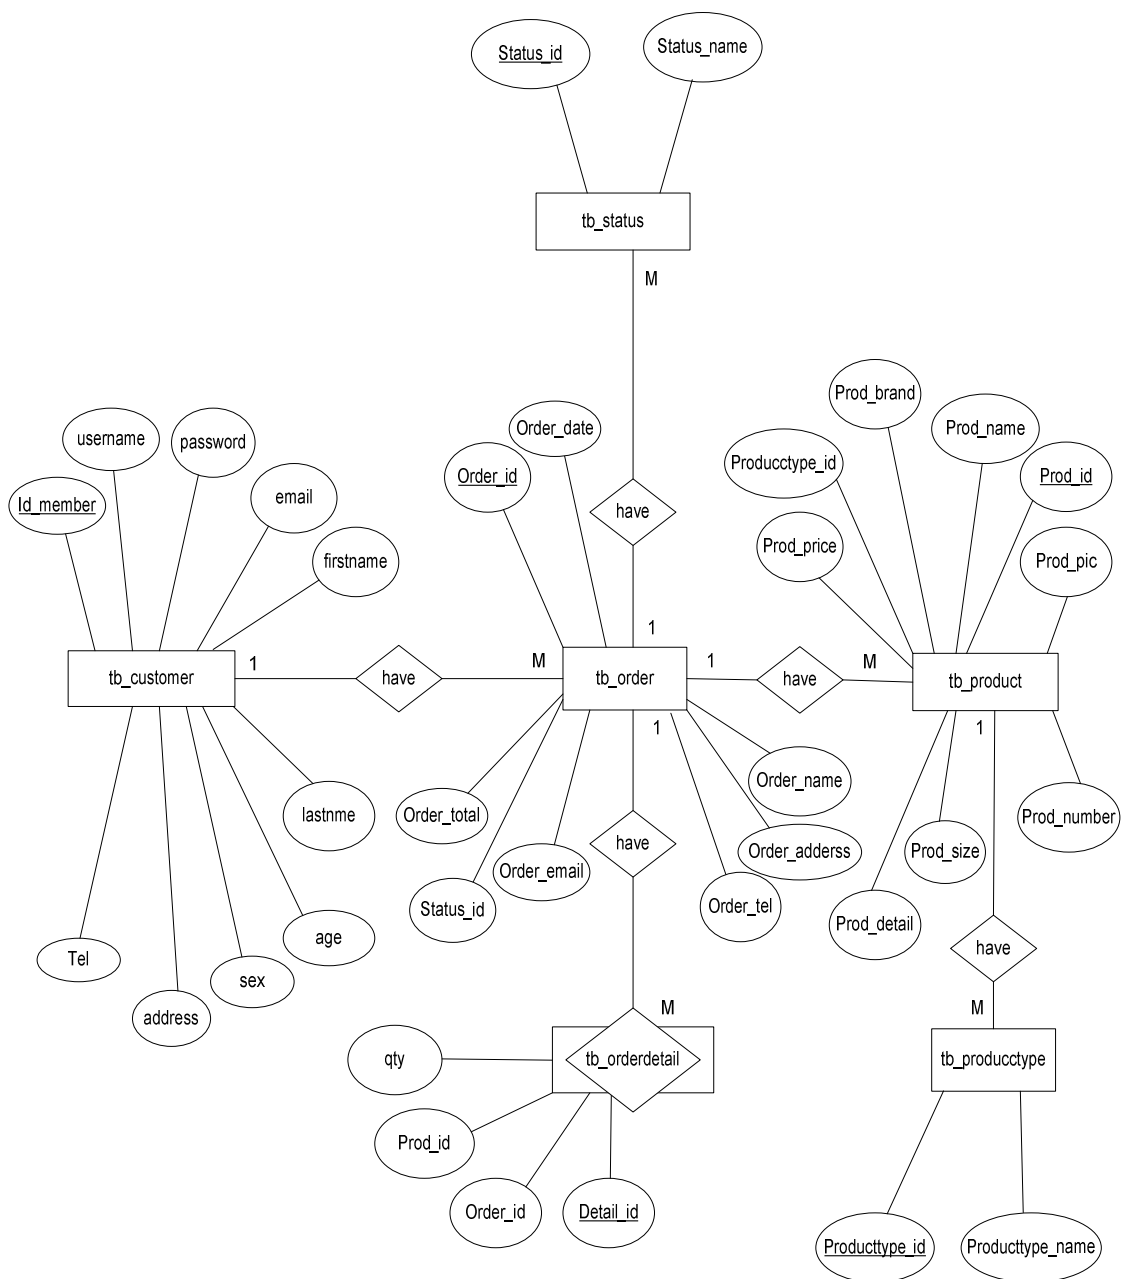 Status_id
Status_name
tb_status
M
Prod_brand
Order_date
Prod_name
username
password
Producctype_id
Order_id
Prod_id
Id_member
email
have
Prod_price
firstname
Prod_pic
1
1
M
1
M
tb_customer
have
tb_order
have
tb_product
1
1
Order_name
lastnme
Order_total
Prod_number
have
Order_adderss
Prod_size
Order_email
Status_id
Order_tel
Prod_detail
age
have
Tel
sex
M
M
address
qty
tb_orderdetail
tb_producctype
Prod_id
Order_id
Detail_id
Producttype_id
Producttype_name